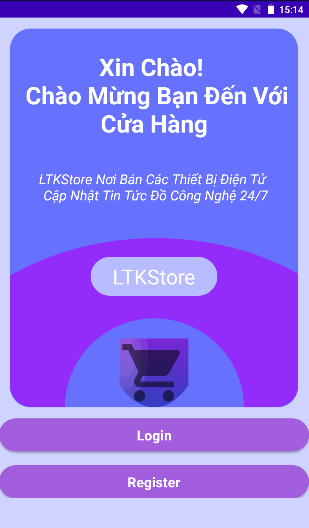 15:14
Xin Chào!
Chào Mừng Bạn Đến Với
Cửa Hàng
LTKStore Nơi Bán Các Thiết Bị Điện Tử
Cập Nhật Tin Tức Đồ Công Nghệ 24/7
LTKStore
Login
Register